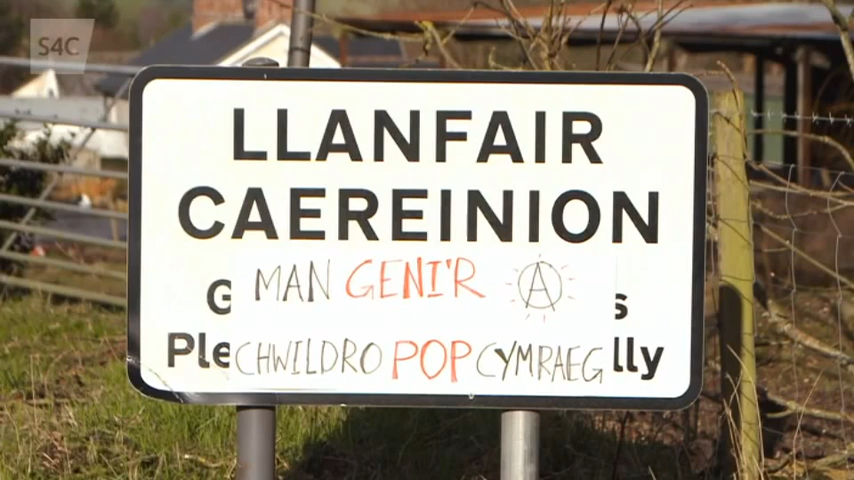 S4C
LLANFAIR
CAEREINION
MAN GENI'R Ⓐ
CHWILDRO POP CYMRAEG